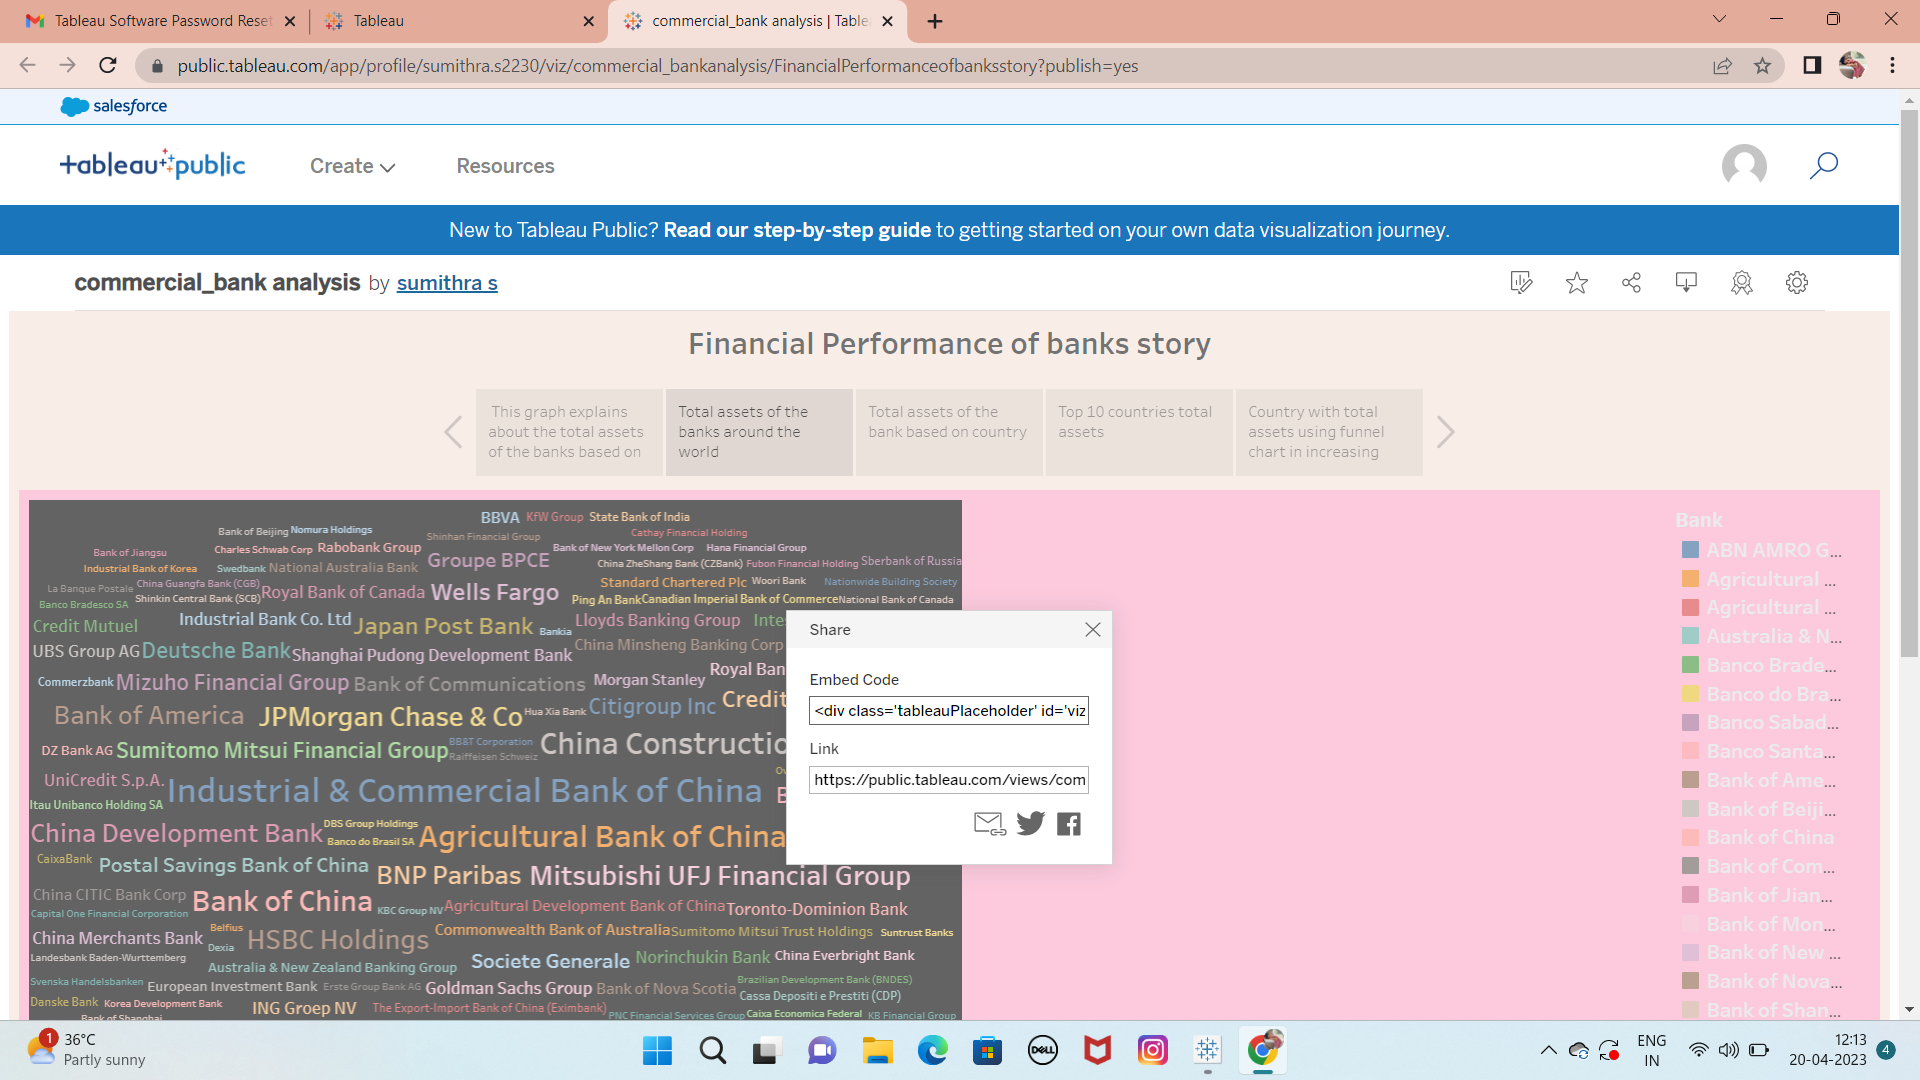 Tableau Software Password Reset
Tableau
commercial_bank analysis | Table
public.tableau.com/app/profile/sumithra.s2230/viz/commercial_bankanalysis/FinancialPerformanceofbanksstory?publish=yes
salesforce
+ableau public
Create
Resources
New to Tableau Public? Read our step-by-step guide to getting started on your own data visualization journey.
commercial_bank analysis by sumithra s
Financial Performance of banks story
This graph explains
about the total assets
of the banks based on
Total assets of the
banks around the
world
Total assets of the
bank based on country
Top 10 countries total
assets
Country with total
assets using funnel
chart in increasing
BBVA KfW Group State Bank of India
Bank of Beijing Nomura Holdings Shinhan Financial Group Cathay Financial Holding
Bank of Jiangsu Charles Schwab Corp Rabobank Group Groupe BPCE Bank of New York Mellon Corp Hana Financial Group
Industrial Bank of Korea Swedbank National Australia Bank China ZheShang Bank (CZBank) Fubon Financial Holding Sberbank of Russia
La Banque Postale China Guangfa Bank (CGB) Royal Bank of Canada Wells Fargo Standard Chartered Plc Woori Bank Nationwide Building Society
Banco Bradesco SA Shinkin Central Bank (SCB) Ping An Bank Canadian Imperial Bank of Commerce National Bank of Canada
Credit Mutuel Industrial Bank Co. Ltd Japan Post Bank Bankia Lloyds Banking Group Inte
UBS Group AG Deutsche Bank Shanghai Pudong Development Bank China Minsheng Banking Corp
Commerzbank Mizuho Financial Group Bank of Communications Morgan Stanley Royal Ban
Bank of America JPMorgan Chase & Co Hua Xia Bank Citigroup Inc Credit
DZ Bank AG Sumitomo Mitsui Financial Group BB&T Corporation Raiffeisen Schweiz China Constructio
UniCredit S.p.A. Industrial & Commercial Bank of China
Itau Unibanco Holding SA
China Development Bank DBS Group Holdings Banco do Brasil SA Agricultural Bank of China
CaixaBank Postal Savings Bank of China BNP Paribas Mitsubishi UFJ Financial Group
China CITIC Bank Corp Bank of China KBC Group NV Agricultural Development Bank of China Toronto-Dominion Bank
Capital One Financial Corporation
China Merchants Bank Belfius Dexia HSBC Holdings Commonwealth Bank of Australia Sumitomo Mitsui Trust Holdings Suntrust Banks
Landesbank Baden-Wurttemberg Australia & New Zealand Banking Group Societe Generale Norinchukin Bank China Everbright Bank
Svenska Handelsbanken European Investment Bank Erste Group Bank AG Goldman Sachs Group Bank of Nova Scotia Brazilian Development Bank (BNDES)
Danske Bank Korea Development Bank ING Groep NV The Export-Import Bank of China (Eximbank) Cassa Depositi e Prestiti (CDP)
Bank of Shanghai PNC Financial Services Group Caixa Economica Federal KB Financial Group
Share
Embed Code
<div class='tableauPlaceholder' id='viz
Link
https://public.tableau.com/views/com
Bank
ABN AMRO G...
Agricultural ...
Agricultural ...
Australia & N...
Banco Brade...
Banco do Bra...
Banco Sabad...
Banco Santa...
Bank of Ame...
Bank of Beiji...
Bank of China
Bank of Com...
Bank of Jian...
Bank of Mon...
Bank of New ...
Bank of Nova...
Bank of Shan...
1
36°C
Partly sunny
DELL
ENG
IN
12:13
20-04-2023
4